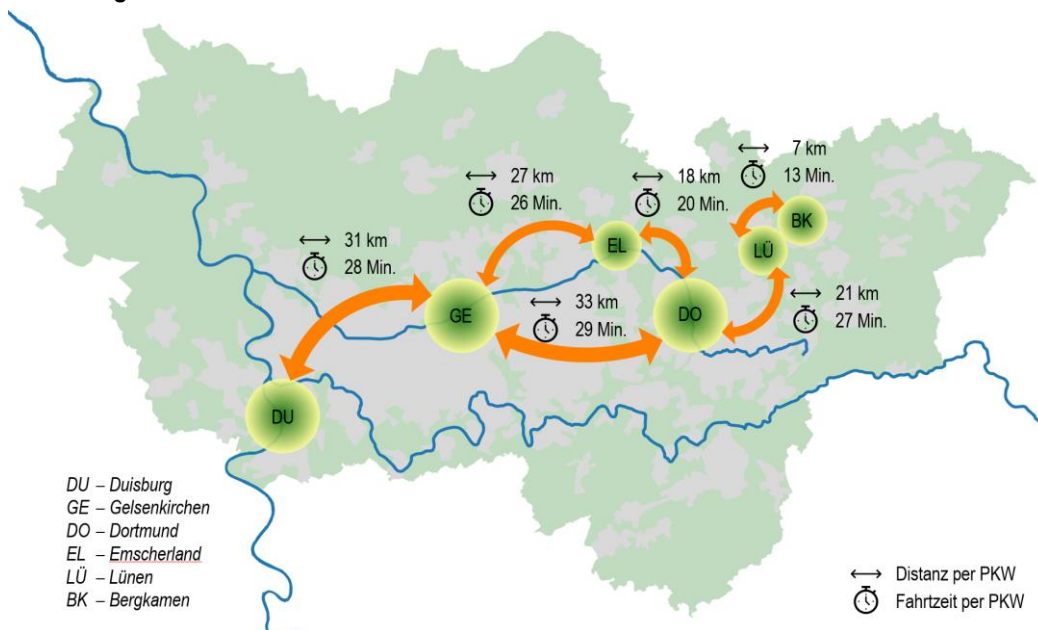 7 km
13 Min.
27 km
26 Min.
18 km
20 Min.
31 km
28 Min.
BK
EL
LÜ
21 km
27 Min.
33 km
29 Min.
GE
DO
DU
DU – Duisburg
GE – Gelsenkirchen
DO – Dortmund
EL – Emscherland
LÜ – Lünen
BK – Bergkamen
Distanz per PKW
Fahrtzeit per PKW